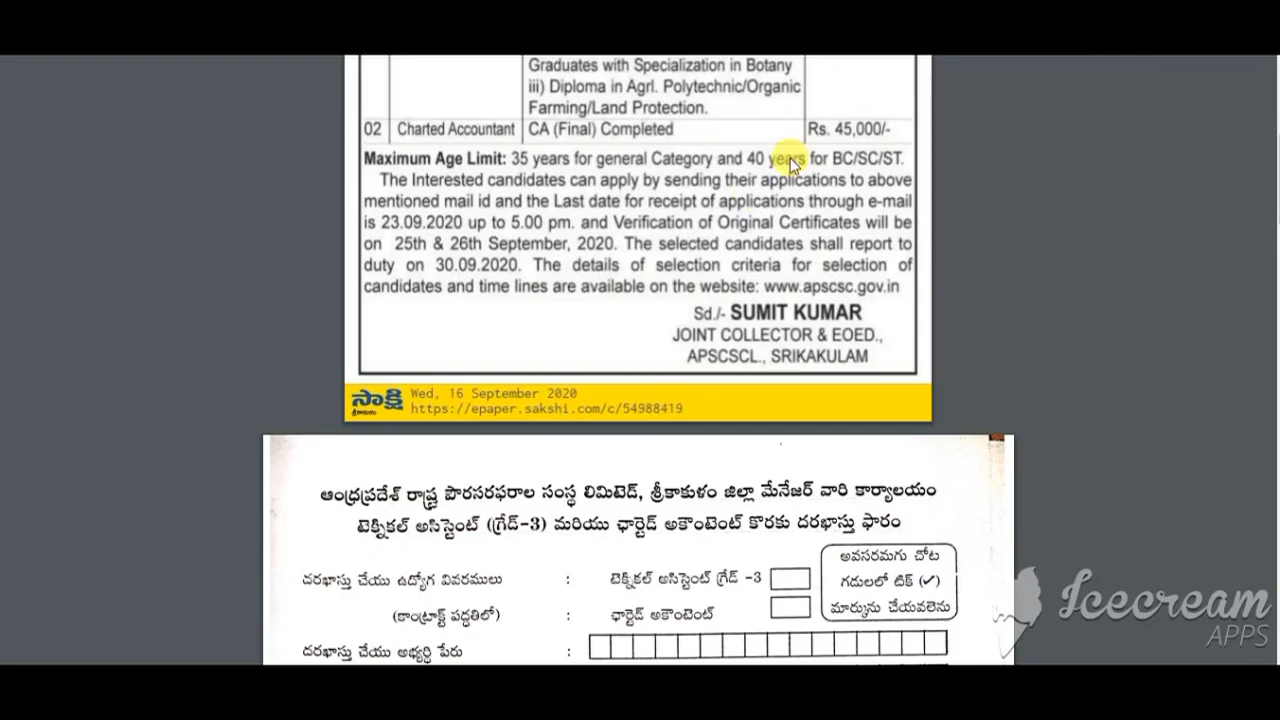 Graduates with Specialization in Botany
iii) Diploma in Agrl. Polytechnic/Organic
Farming/Land Protection.
02 Charted Accountant CA (Final) Completed Rs. 45,000/-
Maximum Age Limit: 35 years for general Category and 40 years for BC/SC/ST.
The Interested candidates can apply by sending their applications to above
mentioned mail id and the Last date for receipt of applications through e-mail
is 23.09.2020 up to 5.00 pm. and Verification of Original Certificates will be
on 25th & 26th September, 2020. The selected candidates shall report to
duty on 30.09.2020. The details of selection criteria for selection of
candidates and time lines are available on the website: www.apscsc.gov.in
Sd./- SUMIT KUMAR
JOINT COLLECTOR & EOED.,
APSCSCL., SRIKAKULAM
సాక్షి
శ్రీకాకుళం
Wed, 16 September 2020
https://epaper.sakshi.com/c/54988419
ఆంధ్రప్రదేశ్ రాష్ట్ర పౌరసరఫరాల సంస్థ లిమిటెడ్, శ్రీకాకుళం జిల్లా మేనేజర్ వారి కార్యాలయం
టెక్నికల్ అసిస్టెంట్ (గ్రేడ్-3) మరియు ఛార్టెడ్ అకౌంటెంట్ కొరకు దరఖాస్తు ఫారం
దరఖాస్తు చేయు ఉద్యోగ వివరములు : టెక్నికల్ అసిస్టెంట్ గ్రేడ్ -3
(కాంట్రాక్ట్ పద్ధతిలో) : ఛార్టెడ్ అకౌంటెంట్
అవసరమగు చోట
గడులలో టిక్ (✓)
మార్కును చేయవలెను
దరఖాస్తు చేయు అభ్యర్ధి పేరు :
Icecream
APPS